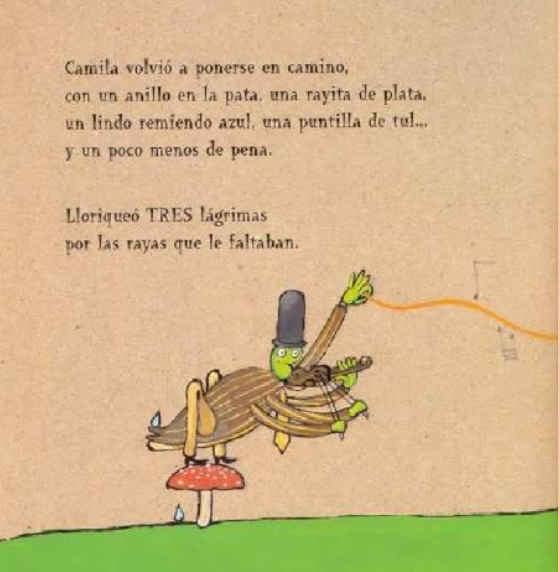 Camila volvió a ponerse en camino,
con un anillo en la pata, una rayita de plata,
un lindo remiendo azul, una puntilla de tul...
y un poco menos de pena.
Lloriqueó TRES lágrimas
por las rayas que le faltaban.